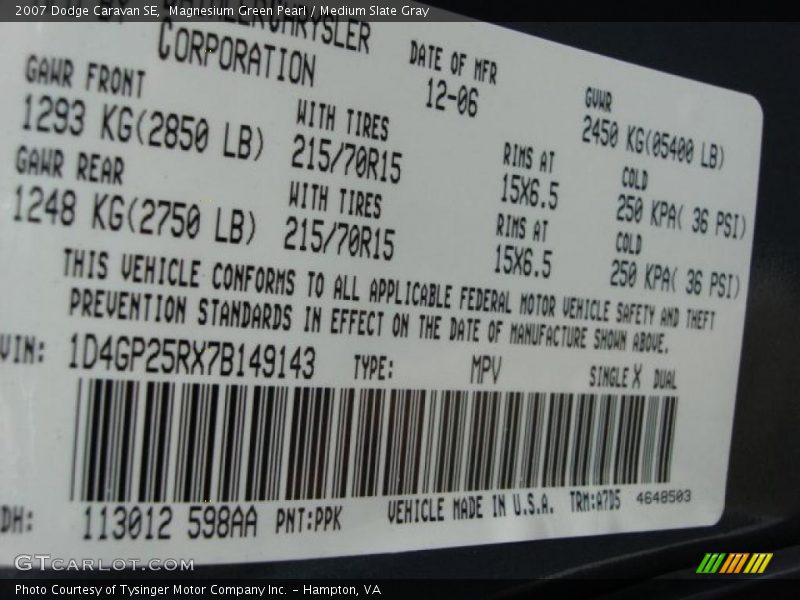 2007 Dodge Caravan SE, Magnesium Green Pearl / Medium Slate Gray
BY
CORPORATION
DATE OF MFR
12-06
GAWR FRONT
1293 KG(2850 LB)
WITH TIRES
215/70R15
RIMS AT
15X6.5
GVWR
2450 KG(05400 LB)
COLD
250 KPA( 36 PSI)
GAWR REAR
1248 KG(2750 LB)
WITH TIRES
215/70R15
RIMS AT
15X6.5
COLD
250 KPA( 36 PSI)
THIS VEHICLE CONFORMS TO ALL APPLICABLE FEDERAL MOTOR VEHICLE SAFETY AND THEFT
PREVENTION STANDARDS IN EFFECT ON THE DATE OF MANUFACTURE SHOWN ABOVE.
VIN: 1D4GP25RX7B149143 TYPE: MPV SINGLE X DUAL
DH: 113012 598AA PNT:PPK VEHICLE MADE IN U.S.A. TRM:A7D5 4648503
GTcarlot.com
Photo Courtesy of Tysinger Motor Company Inc. - Hampton, VA